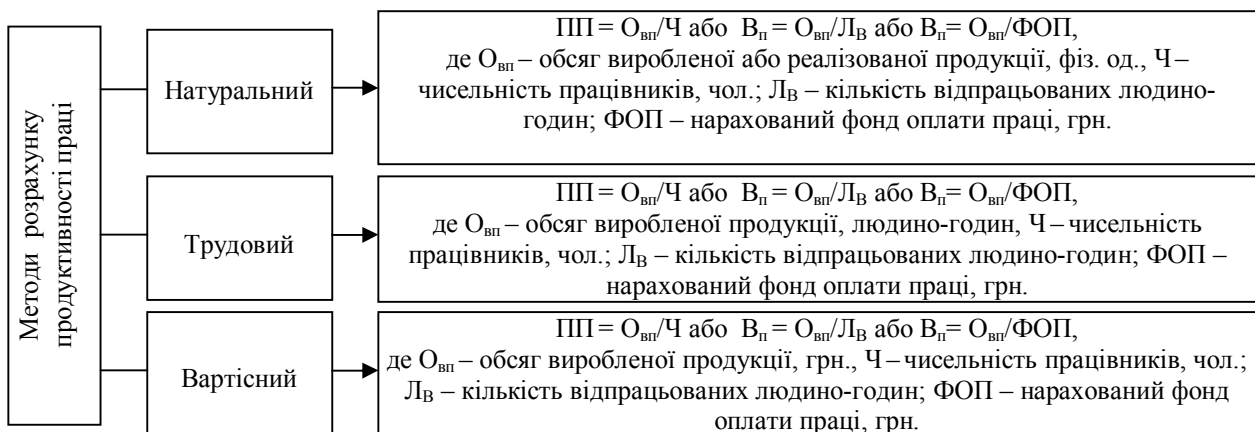 Методи розрахунку
продуктивності праці
Натуральний
ПП = Овп/Ч або Вп = Овп/ЛВ або Вп= Овп/ФОП,
де Овп – обсяг виробленої або реалізованої продукції, фіз. од., Ч –
чисельність працівників, чол.; ЛВ – кількість відпрацьованих людино-
годин; ФОП – нарахований фонд оплати праці, грн.
Трудовий
ПП = Овп/Ч або Вп = Овп/ЛВ або Вп= Овп/ФОП,
де Овп – обсяг виробленої продукції, людино-годин, Ч – чисельність
працівників, чол.; ЛВ – кількість відпрацьованих людино-годин; ФОП –
нарахований фонд оплати праці, грн.
Вартісний
ПП = Овп/Ч або Вп = Овп/ЛВ або Вп= Овп/ФОП,
де Овп – обсяг виробленої продукції, грн., Ч – чисельність працівників, чол.;
ЛВ – кількість відпрацьованих людино-годин; ФОП – нарахований фонд
оплати праці, грн.